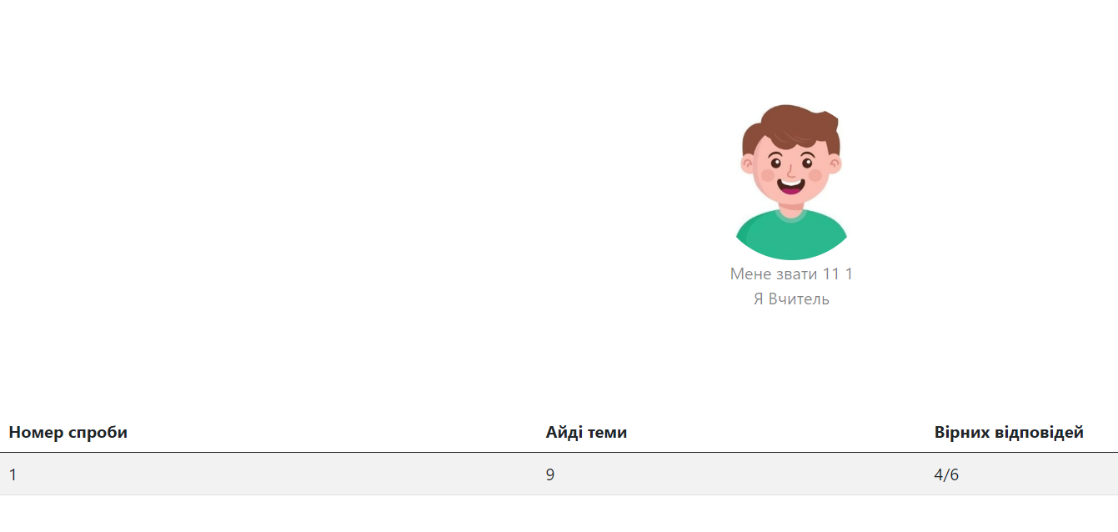 Мене звати 11 1
Я Вчитель
Номер спроби Айді теми Вірних відповідей
1 9 4/6